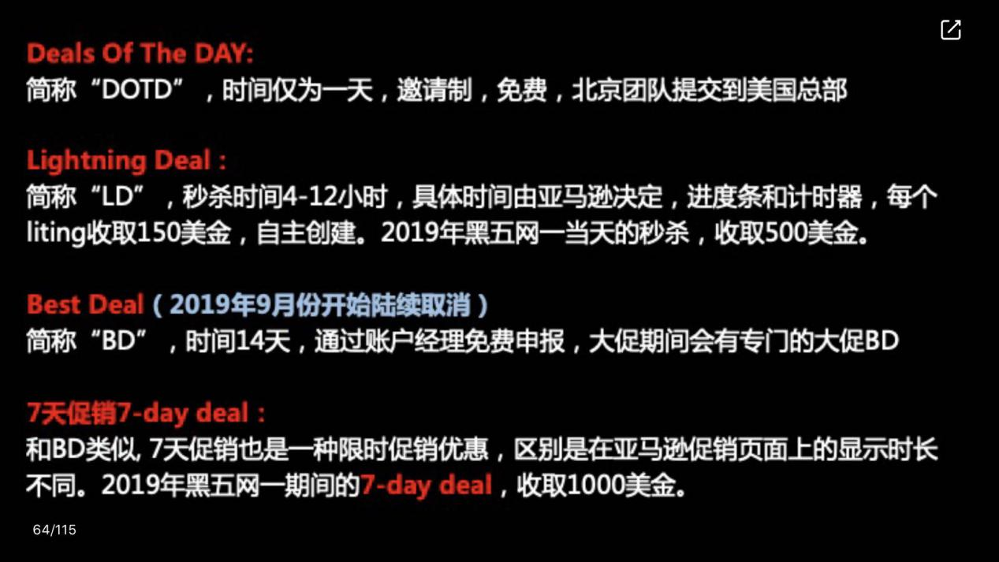 Deals Of The DAY:
简称“DOTD”，时间仅为一天，邀请制，免费，北京团队提交到美国总部
Lightning Deal：
简称“LD”，秒杀时间4-12小时，具体时间由亚马逊决定，进度条和计时器，每个
liting收取150美金，自主创建。2019年黑五网一当天的秒杀，收取500美金。
Best Deal（2019年9月份开始陆续取消）
简称“BD”，时间14天，通过账户经理免费申报，大促期间会有专门的大促BD
7天促销7-day deal：
和BD类似, 7天促销也是一种限时促销优惠，区别是在亚马逊促销页面上的显示时长
不同。2019年黑五网一期间的7-day deal，收取1000美金。
64/115